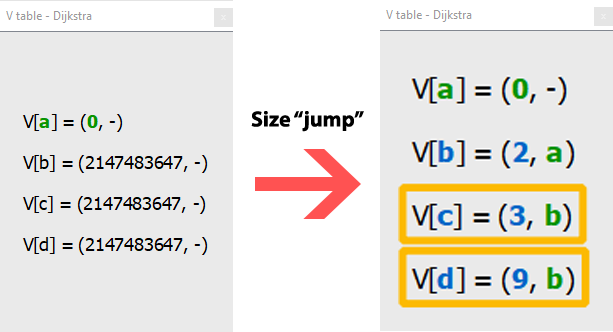 V table - Dijkstra
V[a] = (0, -)
V[b] = (2147483647, -)
V[c] = (2147483647, -)
V[d] = (2147483647, -)
Size “jump”
V table - Dijkstra
V[a] = (0, -)
V[b] = (2, a)
V[c] = (3, b)
V[d] = (9, b)